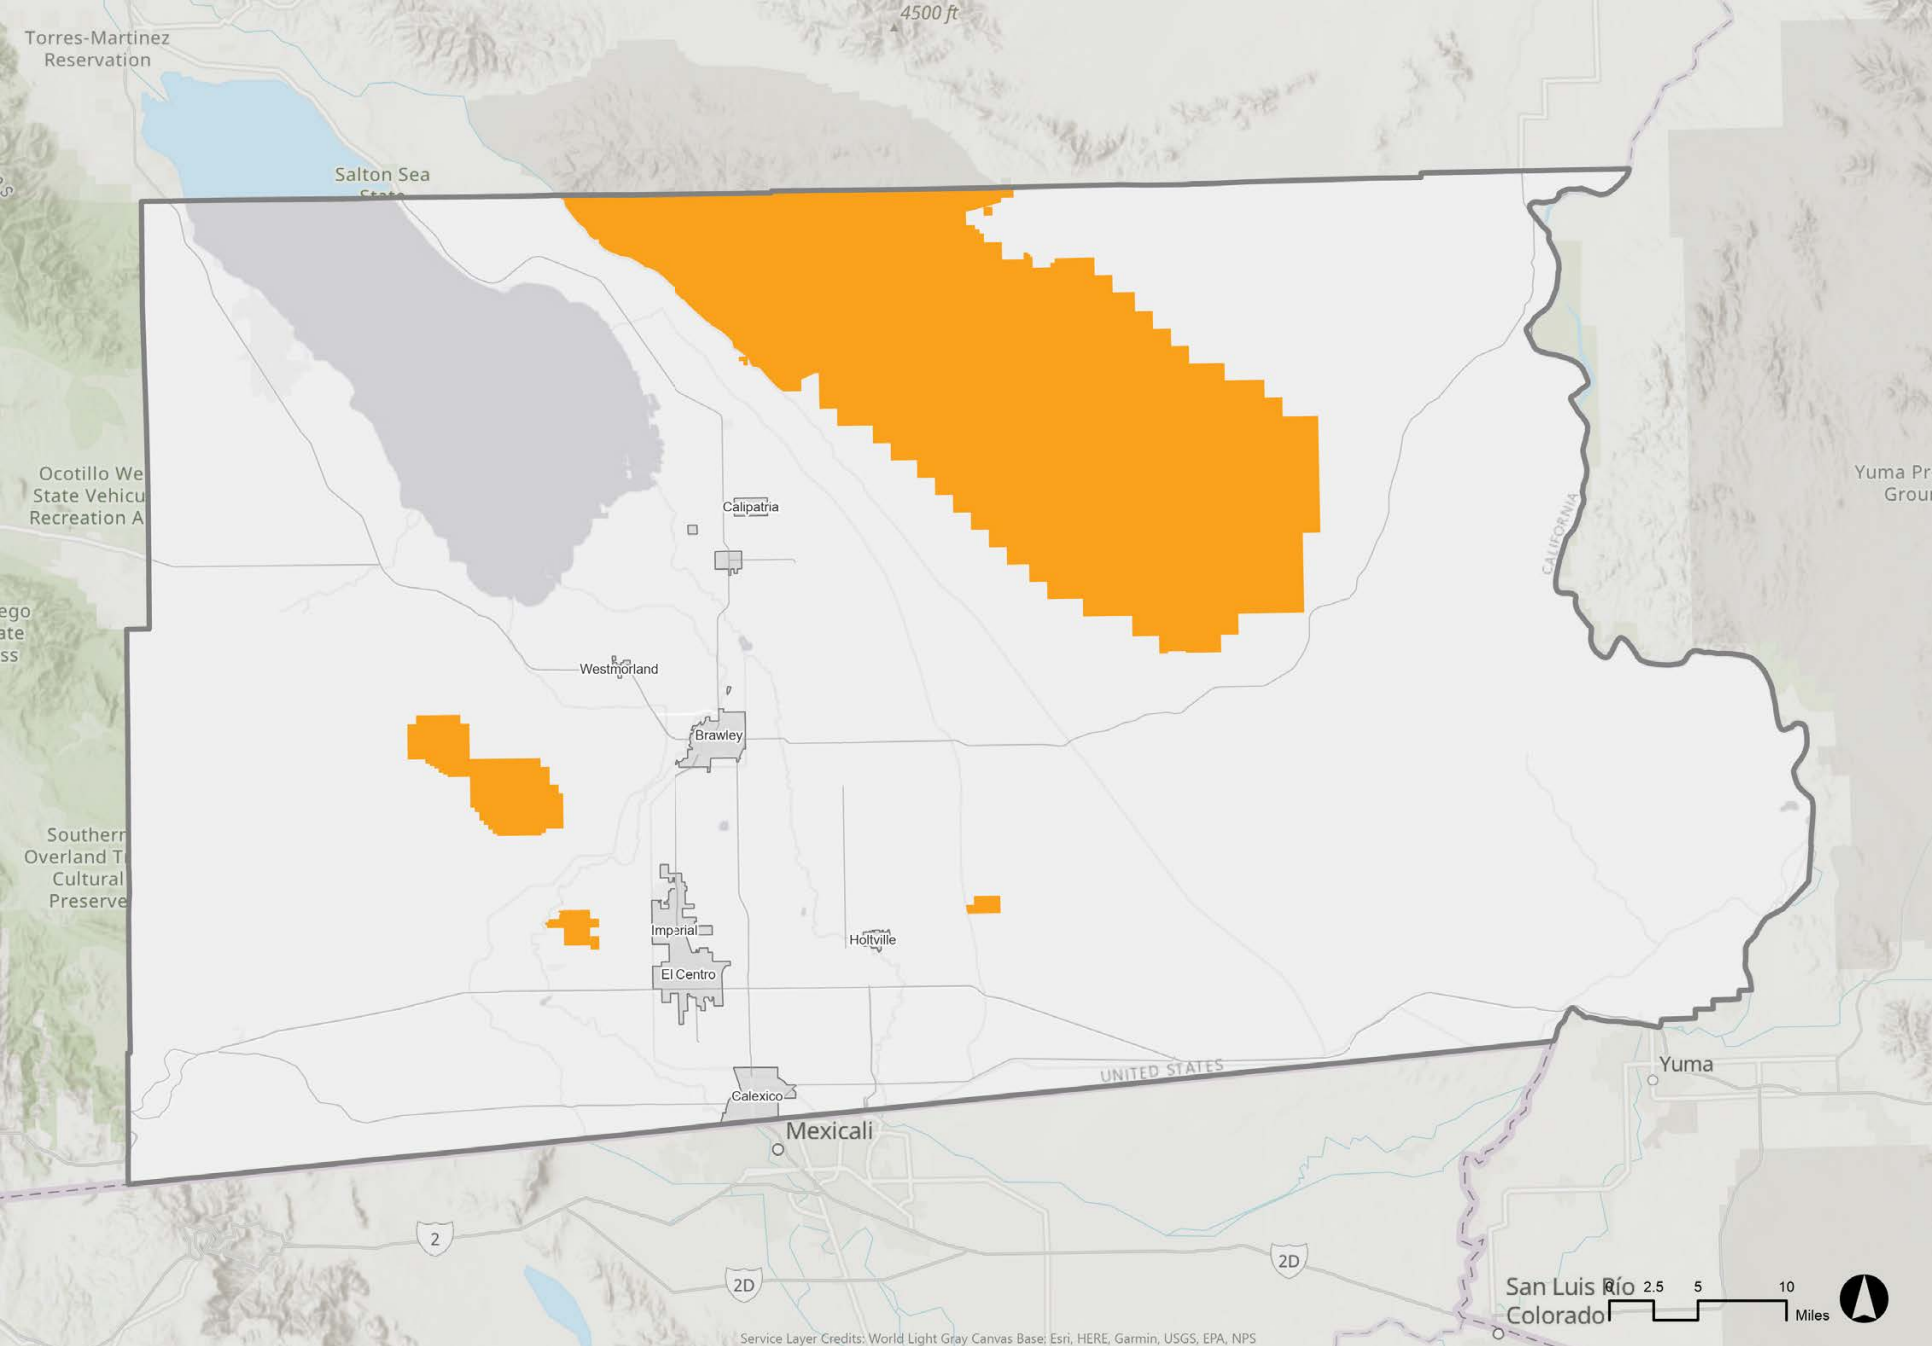 4500 ft
Torres-Martinez
Reservation
Salton Sea
Ocotillo We
State Vehicu
Recreation A
Yuma Pr
Grou
CALIFORNIA
Calipatria
ego
ate
ss
Westmorland
Brawley
Southern
Overland T
Cultural
Preserve
Imperial
Holtville
El Centro
UNITED STATES
Yuma
Calexico
Mexicali
2
2D
2D
San Luis Río
Colorado
0 2.5 5 10
Miles
Service Layer Credits: World Light Gray Canvas Base: Esri, HERE, Garmin, USGS, EPA, NPS